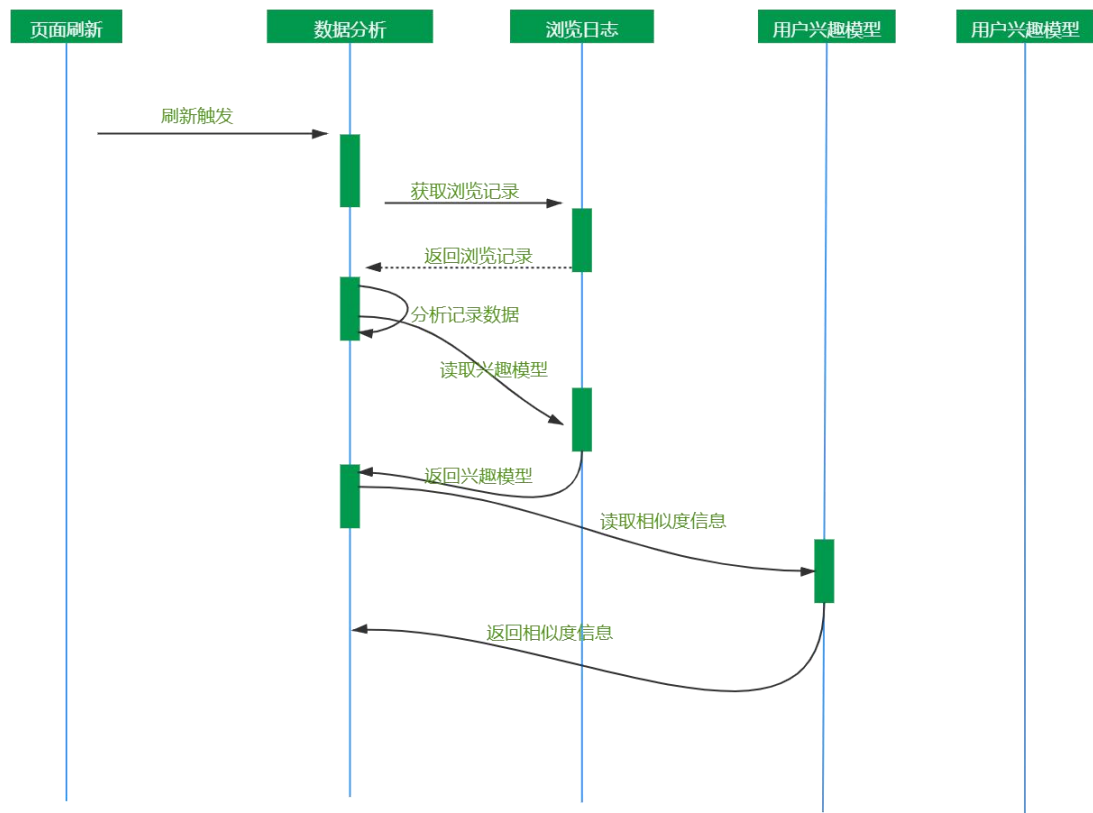 页面刷新
数据分析
浏览日志
用户兴趣模型
用户兴趣模型
刷新触发
获取浏览记录
返回浏览记录
分析记录数据
读取兴趣模型
返回兴趣模型
读取相似度信息
返回相似度信息